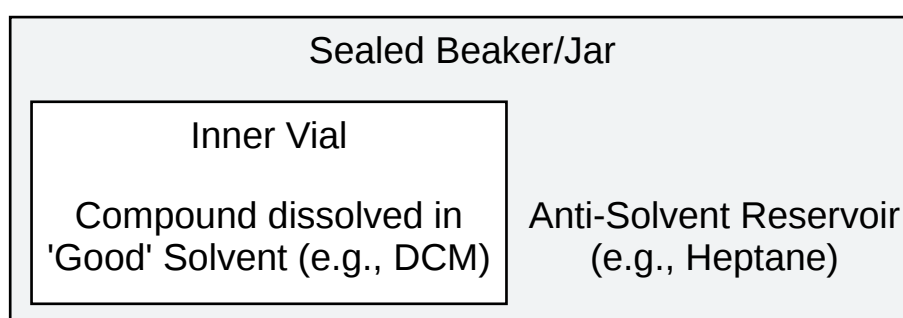 Sealed Beaker/Jar
Inner Vial
Compound dissolved in
'Good' Solvent (e.g., DCM)
Anti-Solvent Reservoir
(e.g., Heptane)